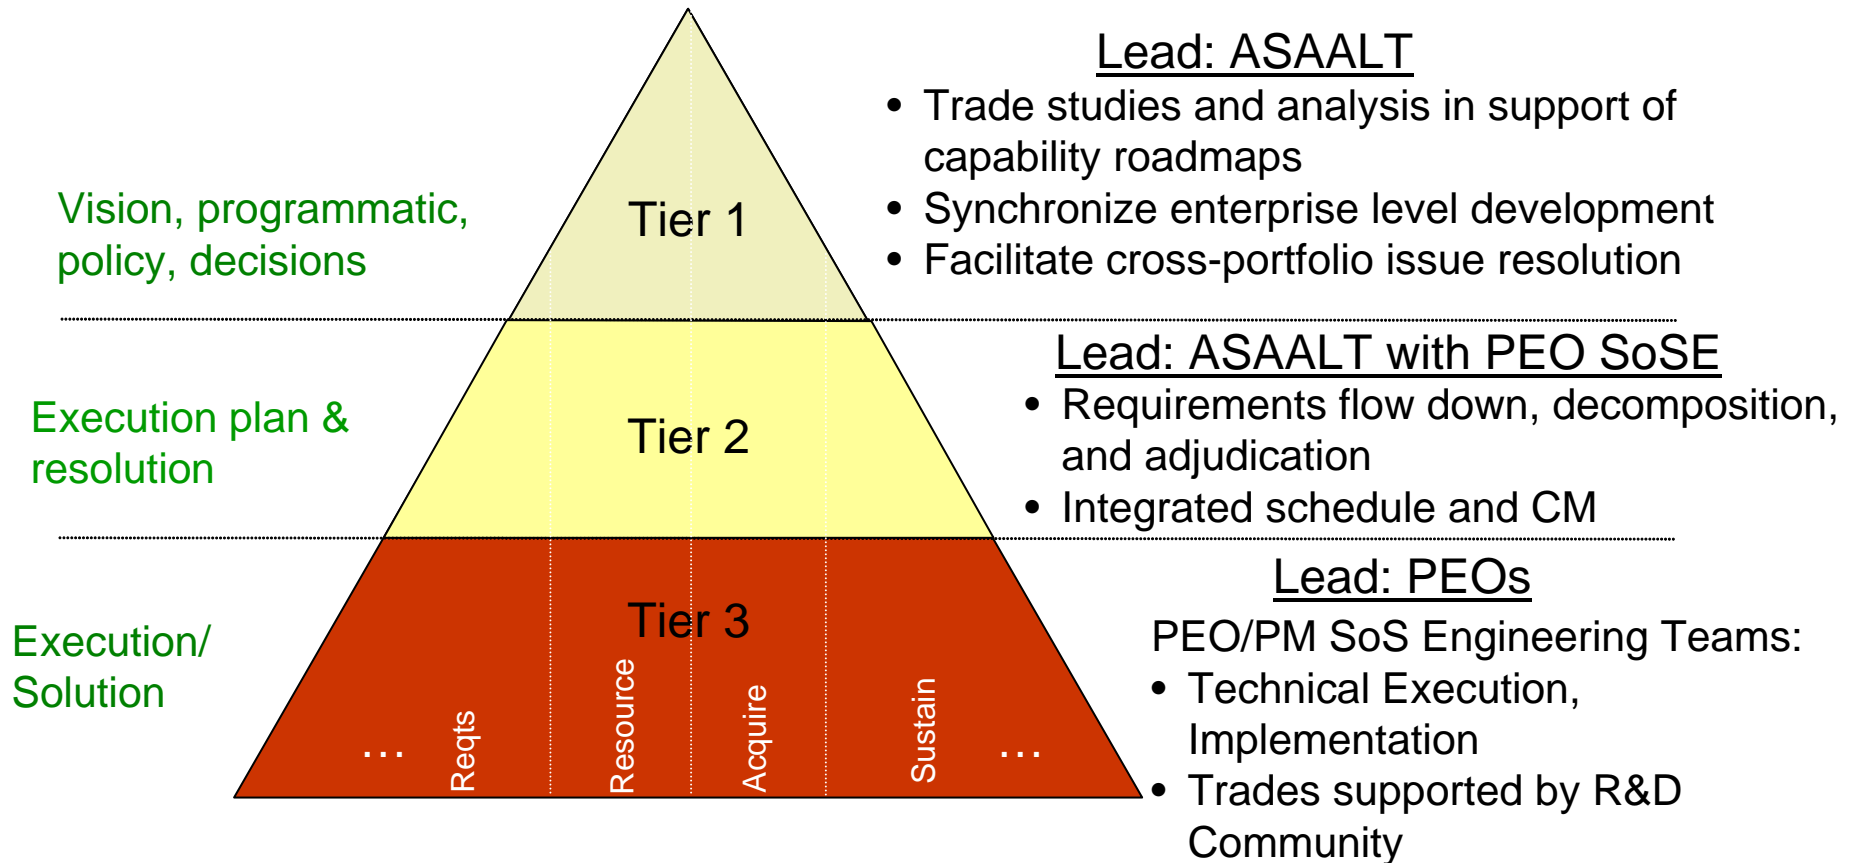 Lead: ASAALT
• Trade studies and analysis in support of
capability roadmaps
• Synchronize enterprise level development
• Facilitate cross-portfolio issue resolution
Vision, programmatic,
policy, decisions
Tier 1
Lead: ASAALT with PEO SoSE
• Requirements flow down, decomposition,
and adjudication
• Integrated schedule and CM
Execution plan &
resolution
Tier 2
Lead: PEOs
PEO/PM SoS Engineering Teams:
• Technical Execution,
Implementation
• Trades supported by R&D
Community
Execution/
Solution
Tier 3
...
Reqts
Resource
Acquire
Sustain
...